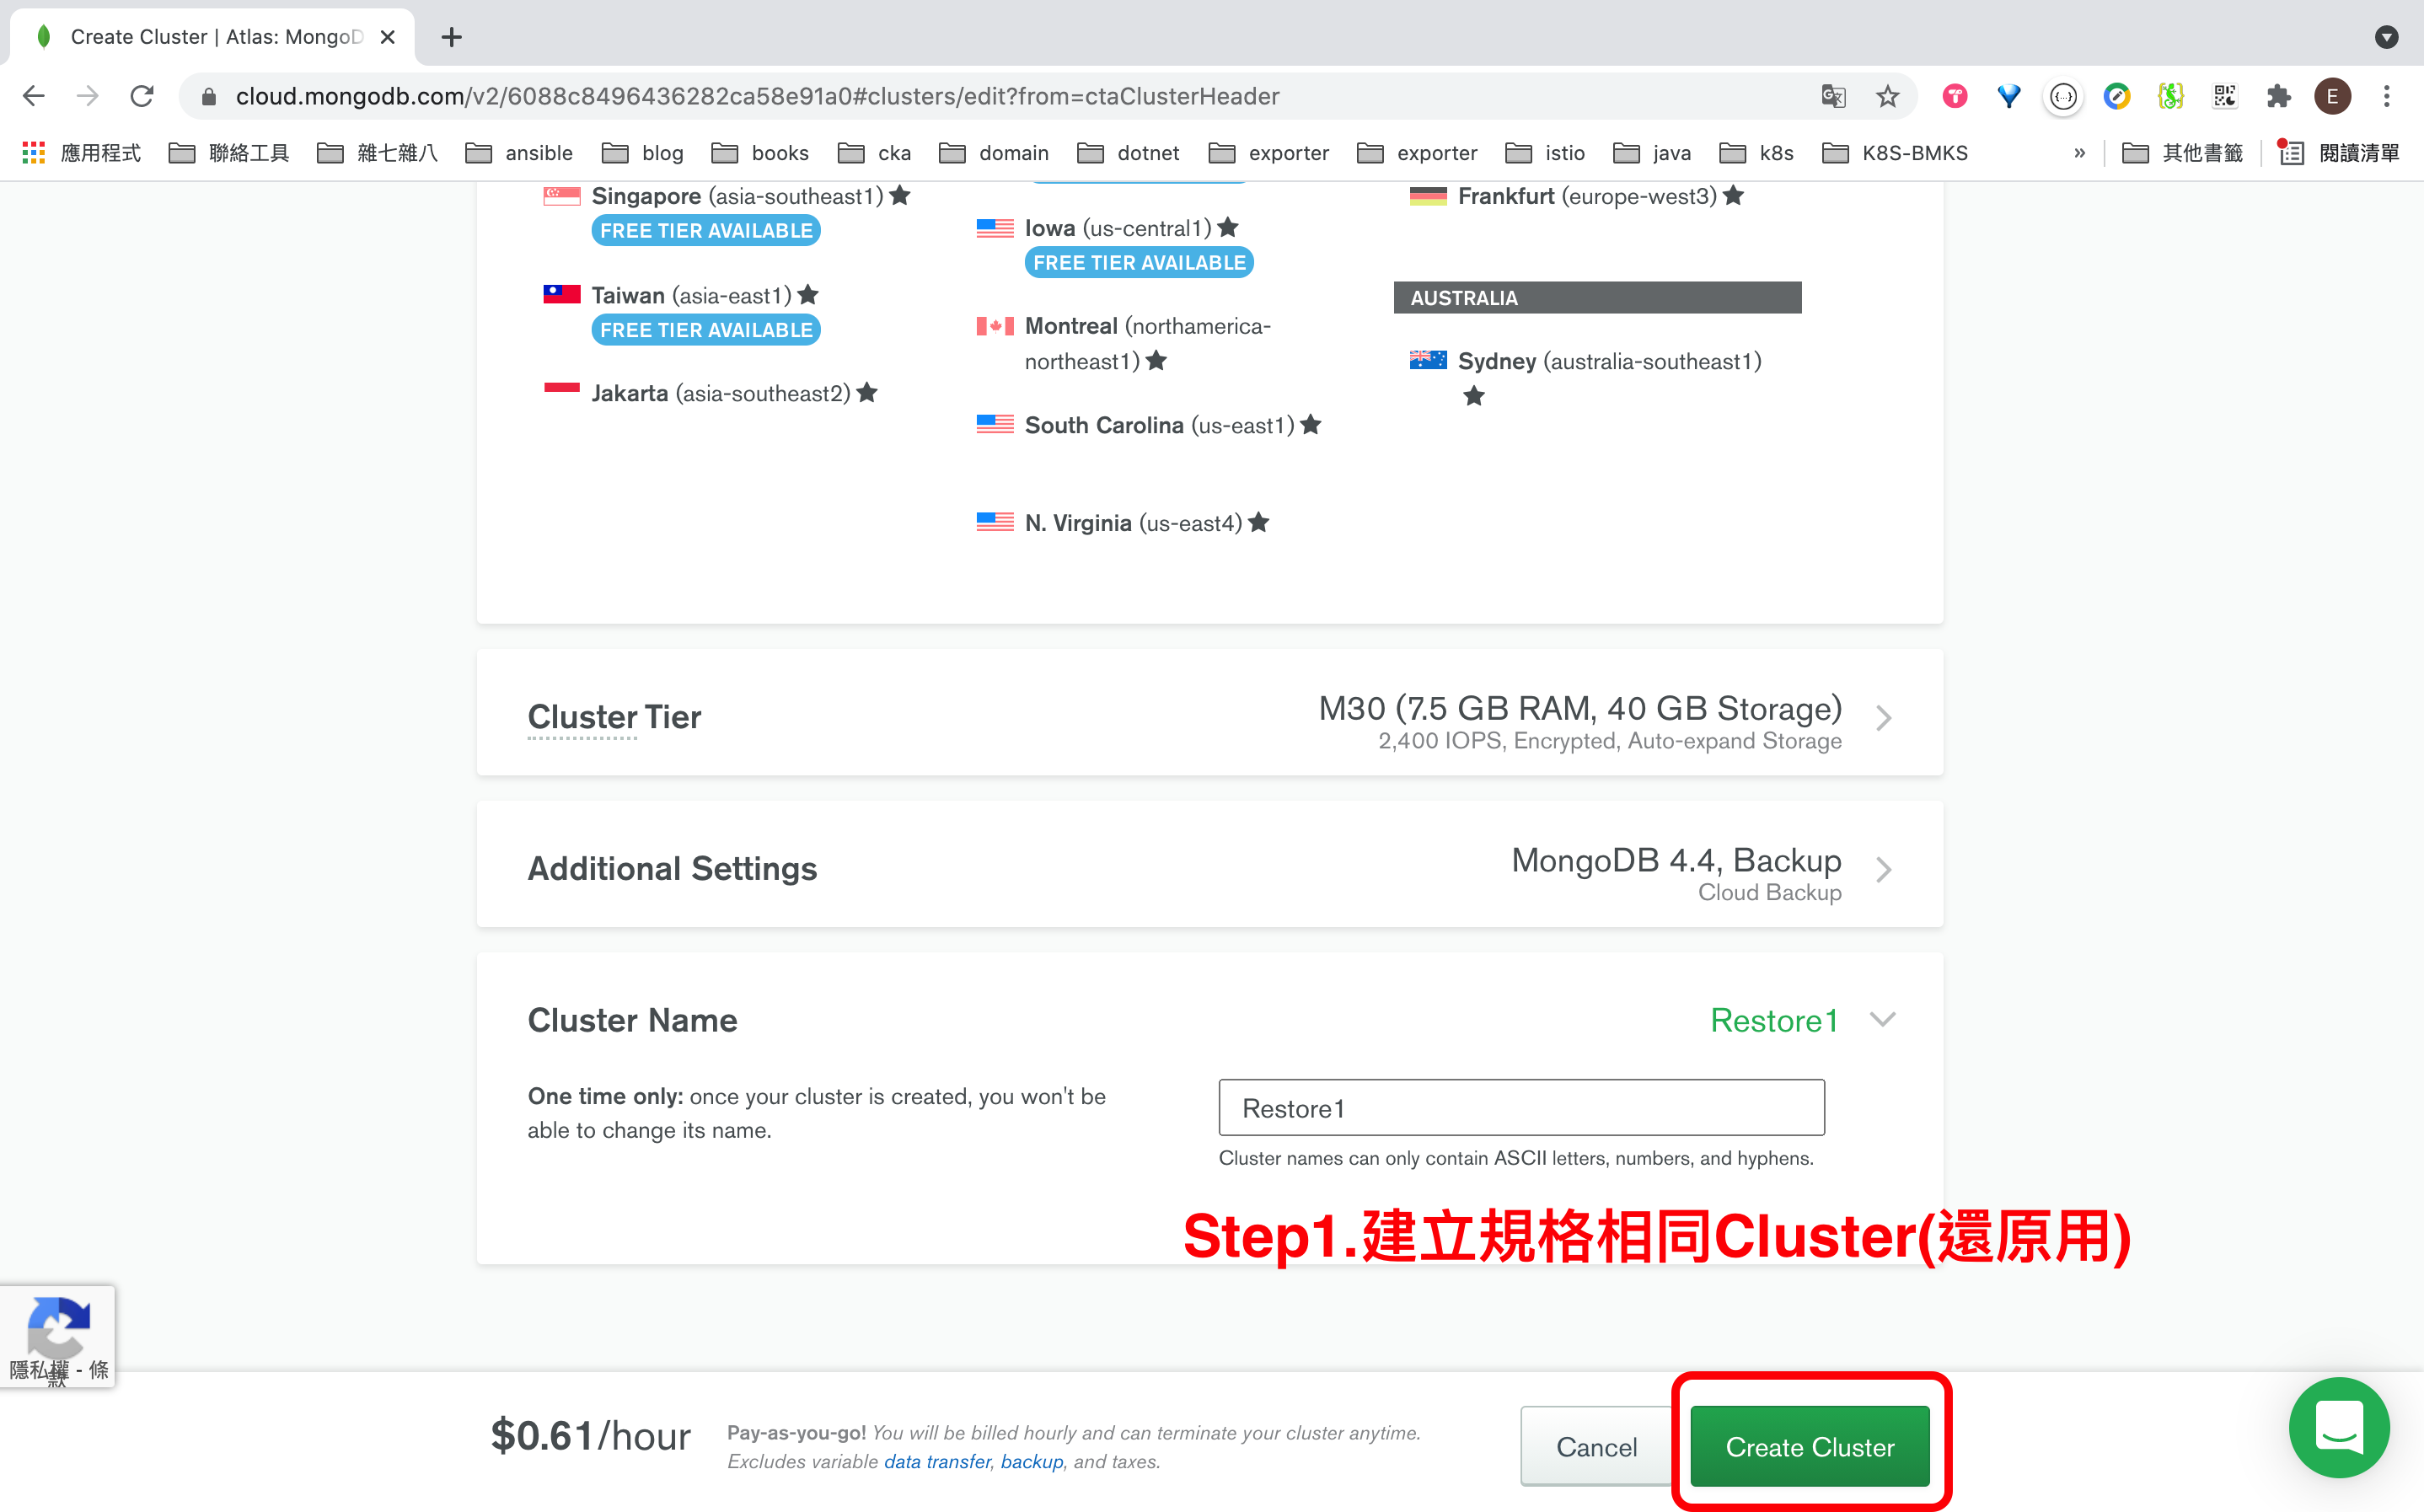 Create Cluster | Atlas: MongoD
cloud.mongodb.com/v2/6088c8496436282ca58e91a0#clusters/edit?from=ctaClusterHeader
E
應用程式 聯絡工具 雜七雜八 ansible blog books cka domain dotnet exporter exporter istio java k8s K8S-BMKS » 其他書籤 閱讀清單
Singapore (asia-southeast1)
FREE TIER AVAILABLE
Taiwan (asia-east1)
FREE TIER AVAILABLE
Jakarta (asia-southeast2)
Iowa (us-central1)
FREE TIER AVAILABLE
Montreal (northamerica-
northeast1)
South Carolina (us-east1)
N. Virginia (us-east4)
Frankfurt (europe-west3)
AUSTRALIA
Sydney (australia-southeast1)
Cluster Tier
M30 (7.5 GB RAM, 40 GB Storage)
2,400 IOPS, Encrypted, Auto-expand Storage
Additional Settings
MongoDB 4.4, Backup
Cloud Backup
Cluster Name
Restore1
One time only: once your cluster is created, you won't be
able to change its name.
Restore1
Cluster names can only contain ASCII letters, numbers, and hyphens.
Step1.建立規格相同Cluster(還原用)
隱私權 - 條
款
$0.61/hour
Pay-as-you-go! You will be billed hourly and can terminate your cluster anytime.
Excludes variable data transfer, backup, and taxes.
Cancel
Create Cluster